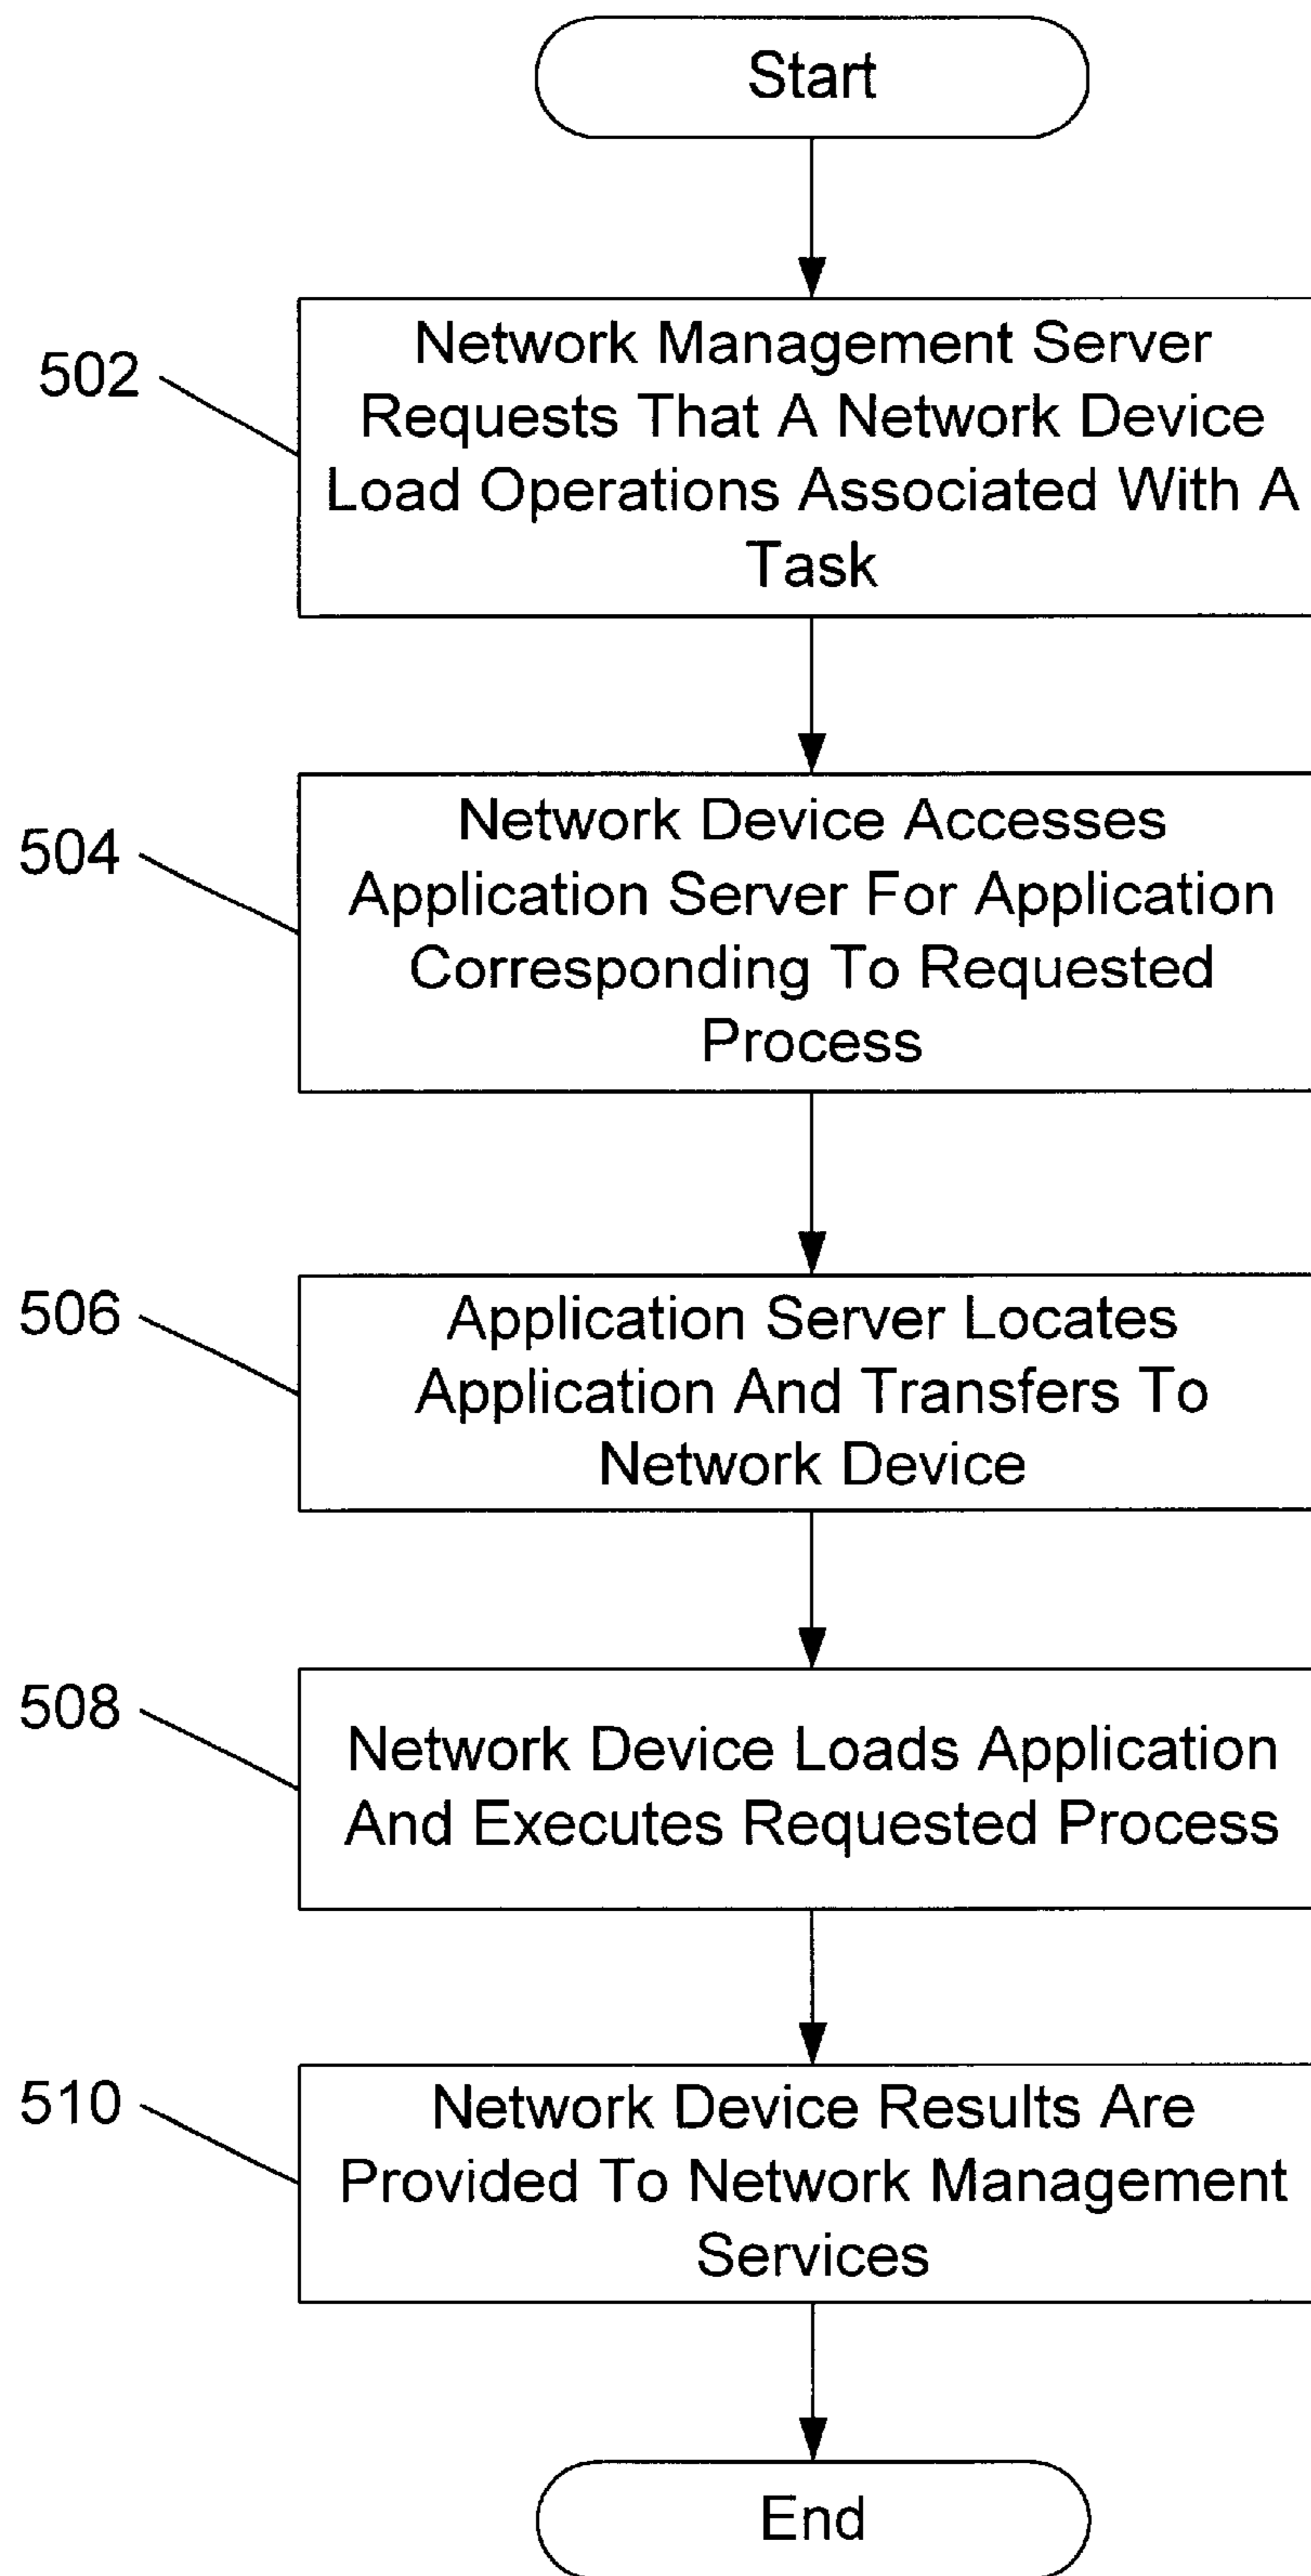 Start
502
Network Management Server
Requests That A Network Device
Load Operations Associated With A
Task
504
Network Device Accesses
Application Server For Application
Corresponding To Requested
Process
506
Application Server Locates
Application And Transfers To
Network Device
508
Network Device Loads Application
And Executes Requested Process
510
Network Device Results Are
Provided To Network Management
Services
End